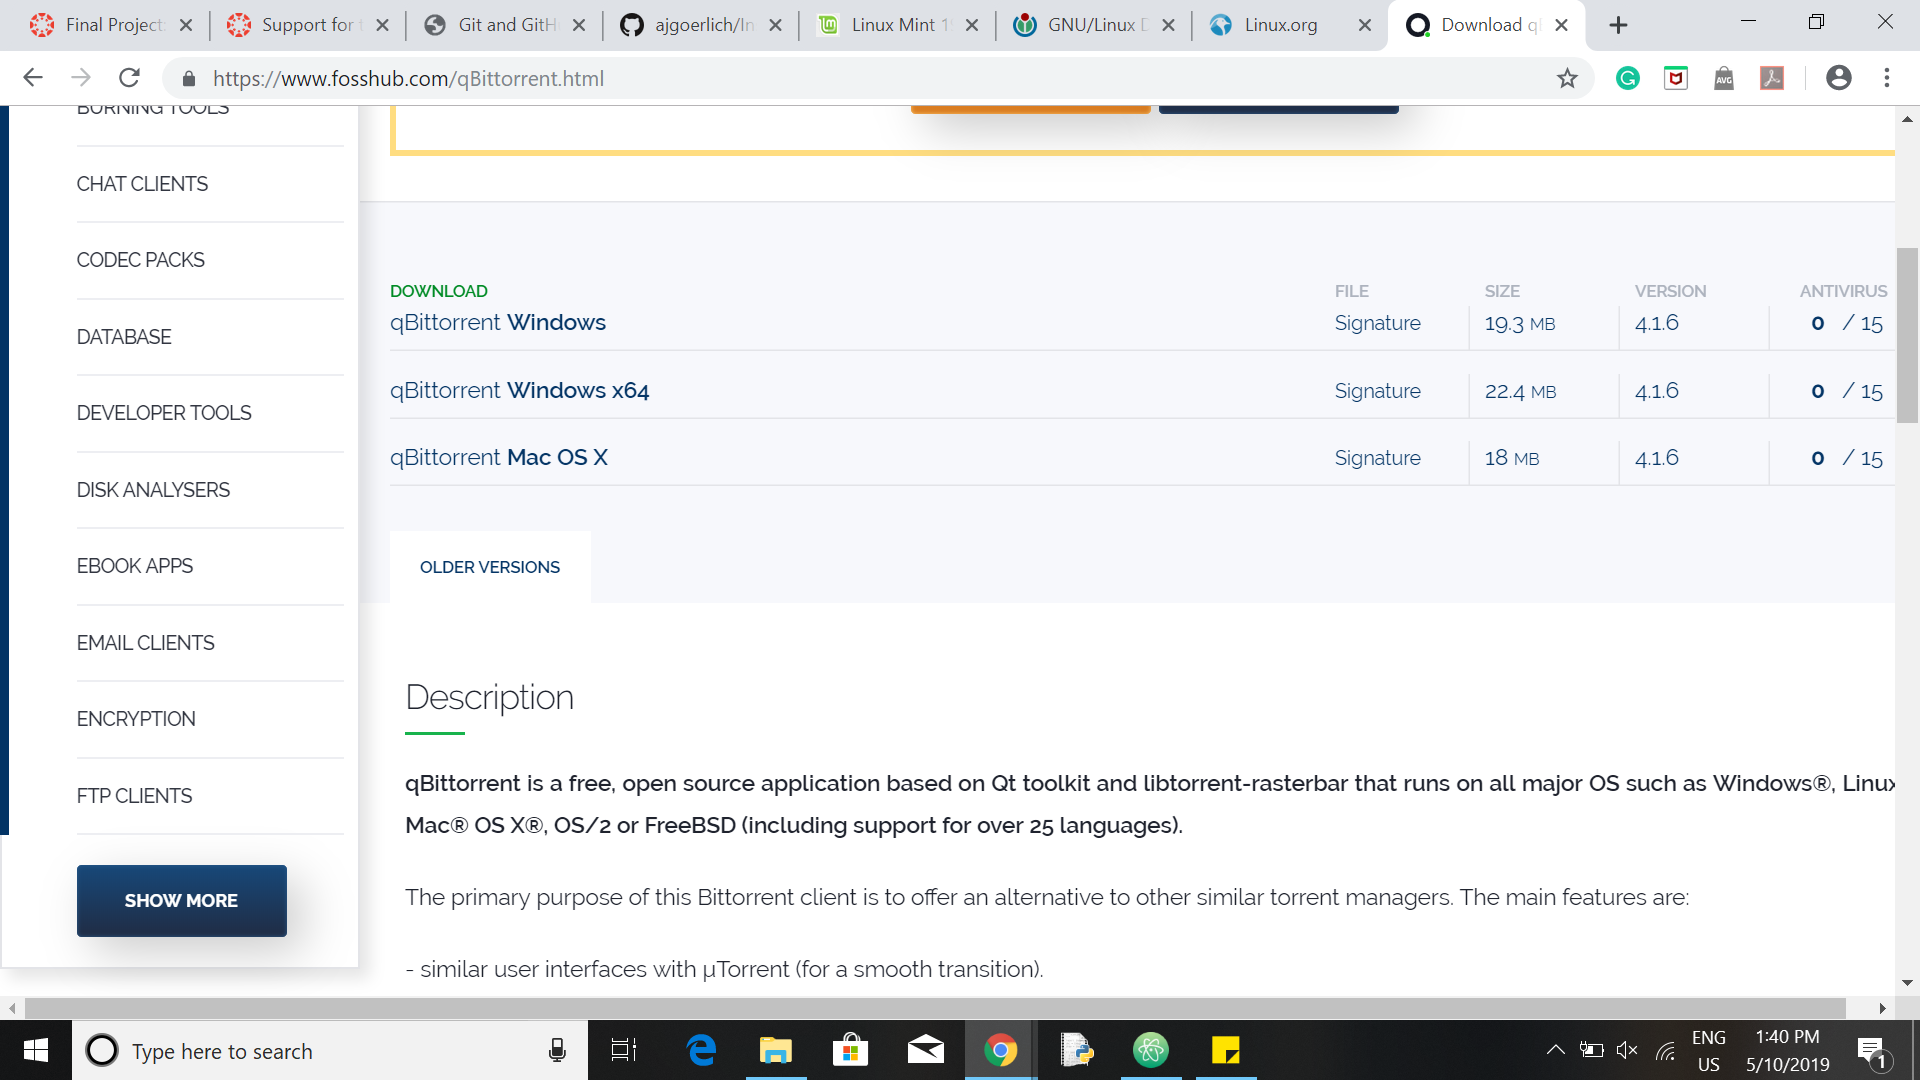 Final Project:
Support for t
Git and GitH
ajgoerlich/In
Linux Mint 19
GNU/Linux D
Linux.org
Download qB
https://www.fosshub.com/qBittorrent.html
BURNING TOOLS
CHAT CLIENTS
CODEC PACKS
DATABASE
DEVELOPER TOOLS
DISK ANALYSERS
EBOOK APPS
EMAIL CLIENTS
ENCRYPTION
FTP CLIENTS
SHOW MORE
DOWNLOAD FILE SIZE VERSION ANTIVIRUS
qBittorrent Windows Signature 19.3 MB 4.1.6 0 / 15
qBittorrent Windows x64 Signature 22.4 MB 4.1.6 0 / 15
qBittorrent Mac OS X Signature 18 MB 4.1.6 0 / 15
OLDER VERSIONS
Description
qBittorrent is a free, open source application based on Qt toolkit and libtorrent-rasterbar that runs on all major OS such as Windows®, Linux
Mac® OS X®, OS/2 or FreeBSD (including support for over 25 languages).
The primary purpose of this Bittorrent client is to offer an alternative to other similar torrent managers. The main features are:
- similar user interfaces with µTorrent (for a smooth transition).
Type here to search
ENG
US
1:40 PM
5/10/2019
1
AVG